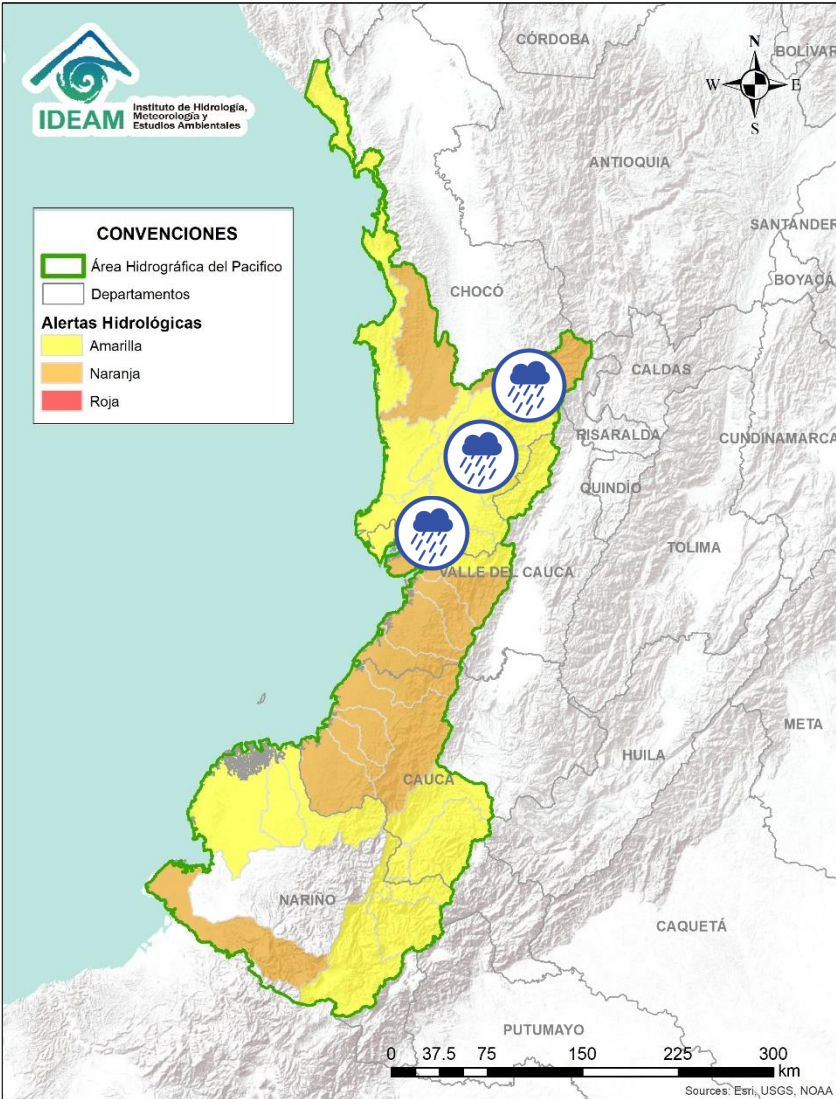 IDEAM
Instituto de Hidrología,
Meteorología y
Estudios Ambientales
CÓRDOBA
BOLÍVAR
N
W
E
S
ANTIOQUIA
SANTANDER
BOYACÁ
CONVENCIONES
Área Hidrográfica del Pacifico
Departamentos
Alertas Hidrológicas
Amarilla
Naranja
Roja
CHOCÓ
CALDAS
RISARALDA
CUNDINAMARCA
QUINDÍO
TOLIMA
VALLE DEL CAUCA
META
HUILA
CAUCA
NARIÑO
CAQUETÁ
PUTUMAYO
0 37.5 75 150 225 300
km
Sources: Esri, USGS, NOAA